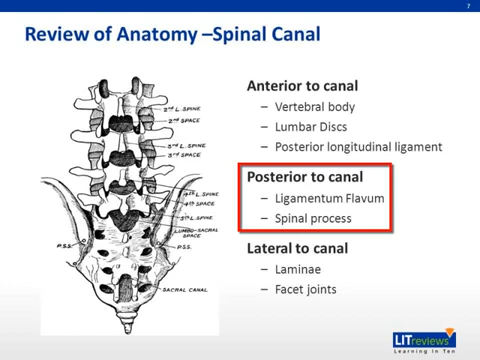 7
Review of Anatomy –Spinal Canal
2nd L. SPINE
2nd SPACE
3rd L. SPINE
3rd SPACE
4th L. SPINE
4th SPACE
5th L. SPINE
LUMBO-SACRAL
SPACE
P.S.S.
P.S.S.
SACRAL CANAL
Anterior to canal
– Vertebral body
– Lumbar Discs
– Posterior longitudinal ligament
Posterior to canal
– Ligamentum Flavum
– Spinal process
Lateral to canal
– Laminae
– Facet joints
LITreviews
Learning In Ten